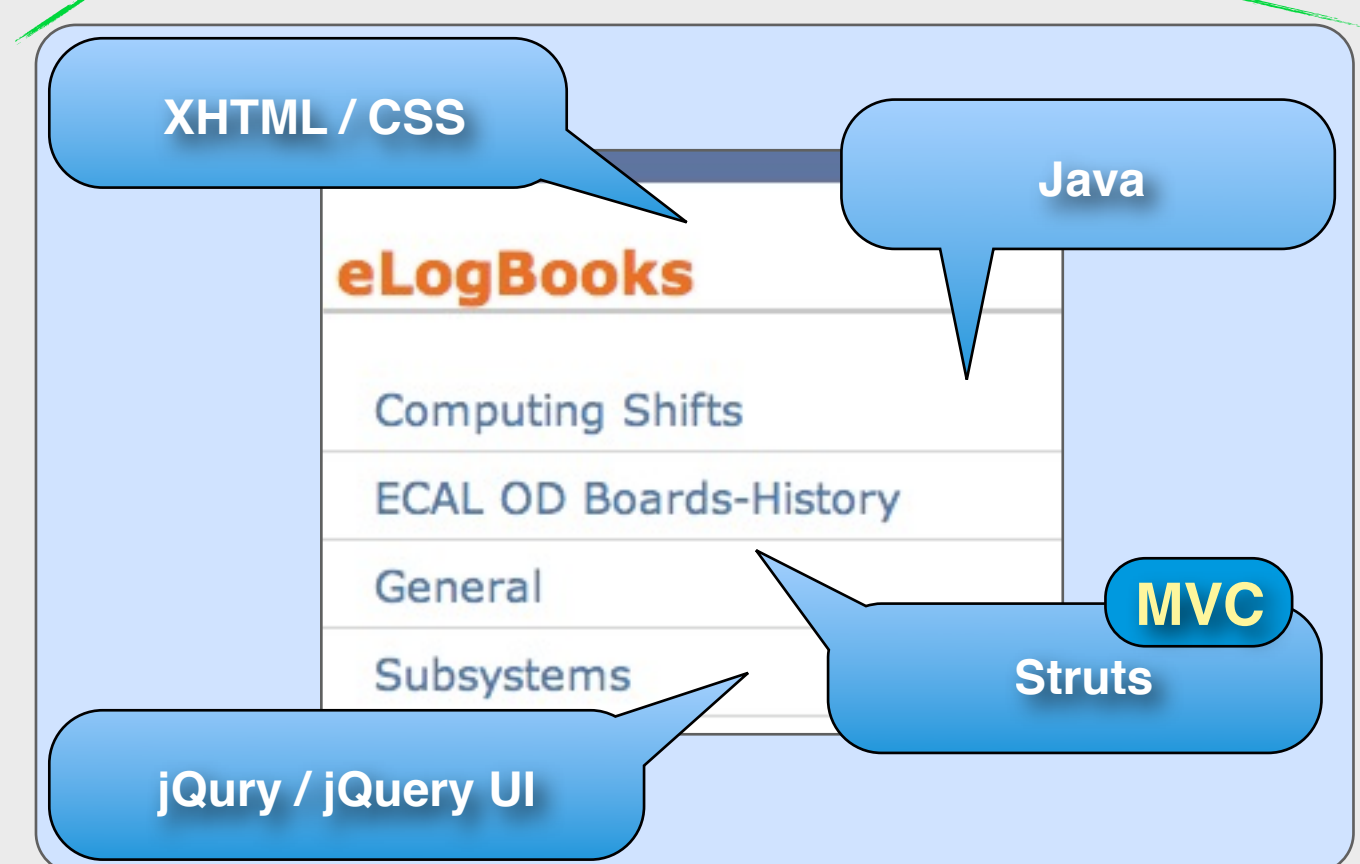 XHTML / CSS
Java
eLogBooks
Computing Shifts
ECAL OD Boards-History
General
MVC
Subsystems
Struts
jQury / jQuery UI